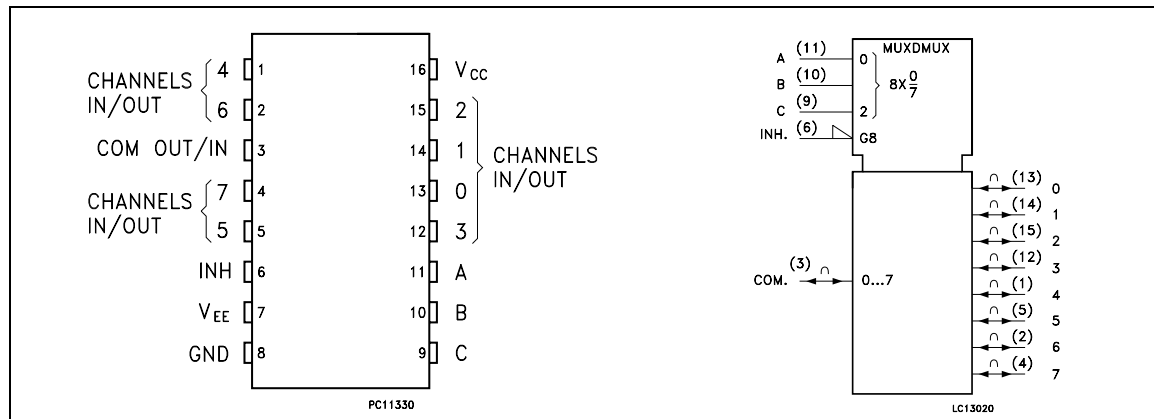 CHANNELS
IN/OUT
4 1
6 2
COM OUT/IN 3
CHANNELS
IN/OUT
7 4
5 5
INH 6
VEE 7
GND 8
16 VCC
15 2
14 1
13 0
12 3
CHANNELS
IN/OUT
11 A
10 B
9 C
PC11330
MUXDMUX
A (11) 0
B (10)
C (9) 2
8X 0/7
INH. (6) G8
COM. (3) ∩ 0...7
∩ (13) 0
∩ (14) 1
∩ (15) 2
∩ (12) 3
∩ (1) 4
∩ (5) 5
∩ (2) 6
∩ (4) 7
LC13020